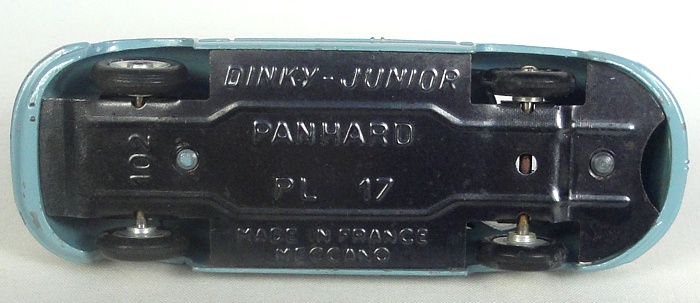 DINKY-JUNIOR
PANHARD
102
PL 17
MADE IN FRANCE
MECCANO